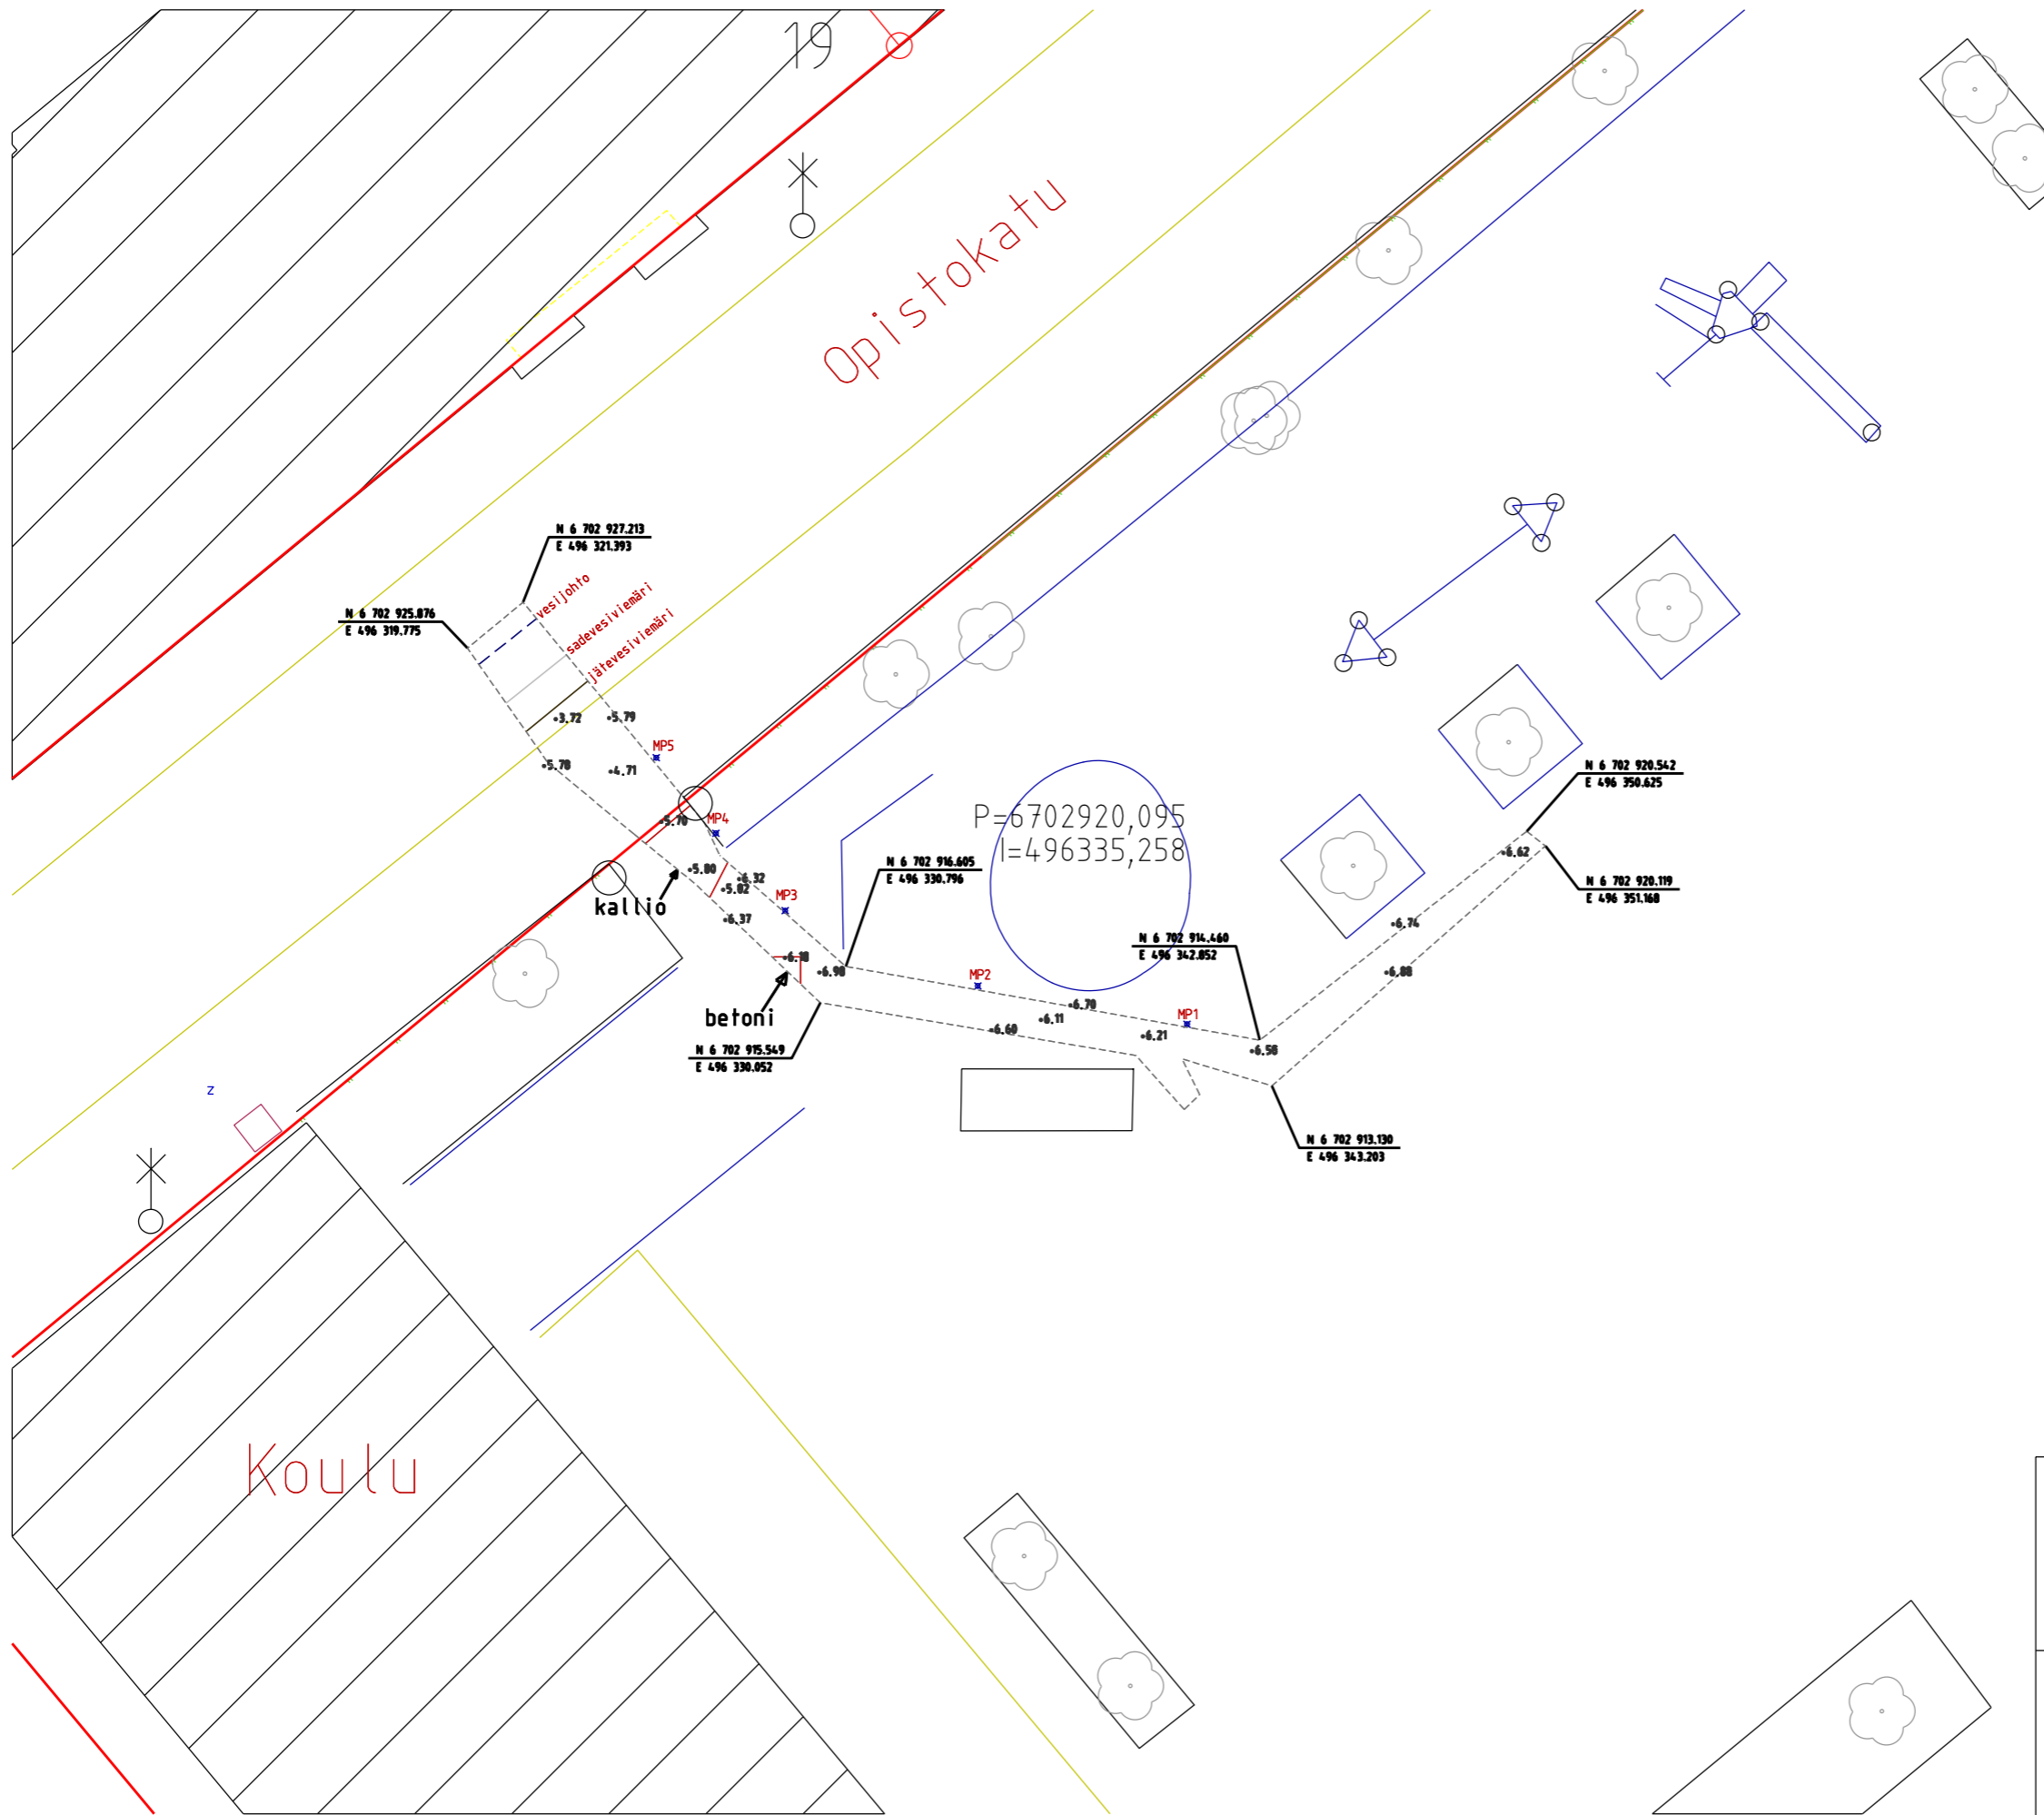 19
Opistokatu
N 6 702 927.213
E 496 321.393
vesijohto
sadevesiviemäri
jätevesiviemäri
N 6 702 925.876
E 496 319.775
3.72
5.79
MP5
5.78
4.71
5.70
MP4
P=6702920,095
I=496335,258
N 6 702 920.542
E 496 350.625
6.62
N 6 702 916.605
E 496 330.796
5.80
6.32
5.82
MP3
kallio
6.37
N 6 702 920.119
E 496 351.168
6.74
N 6 702 914.460
E 496 342.852
6.18
6.98
MP2
6.88
6.70
betoni
6.60
6.11
MP1
6.21
6.58
N 6 702 915.549
E 496 330.052
z
N 6 702 913.130
E 496 343.203
Koulu